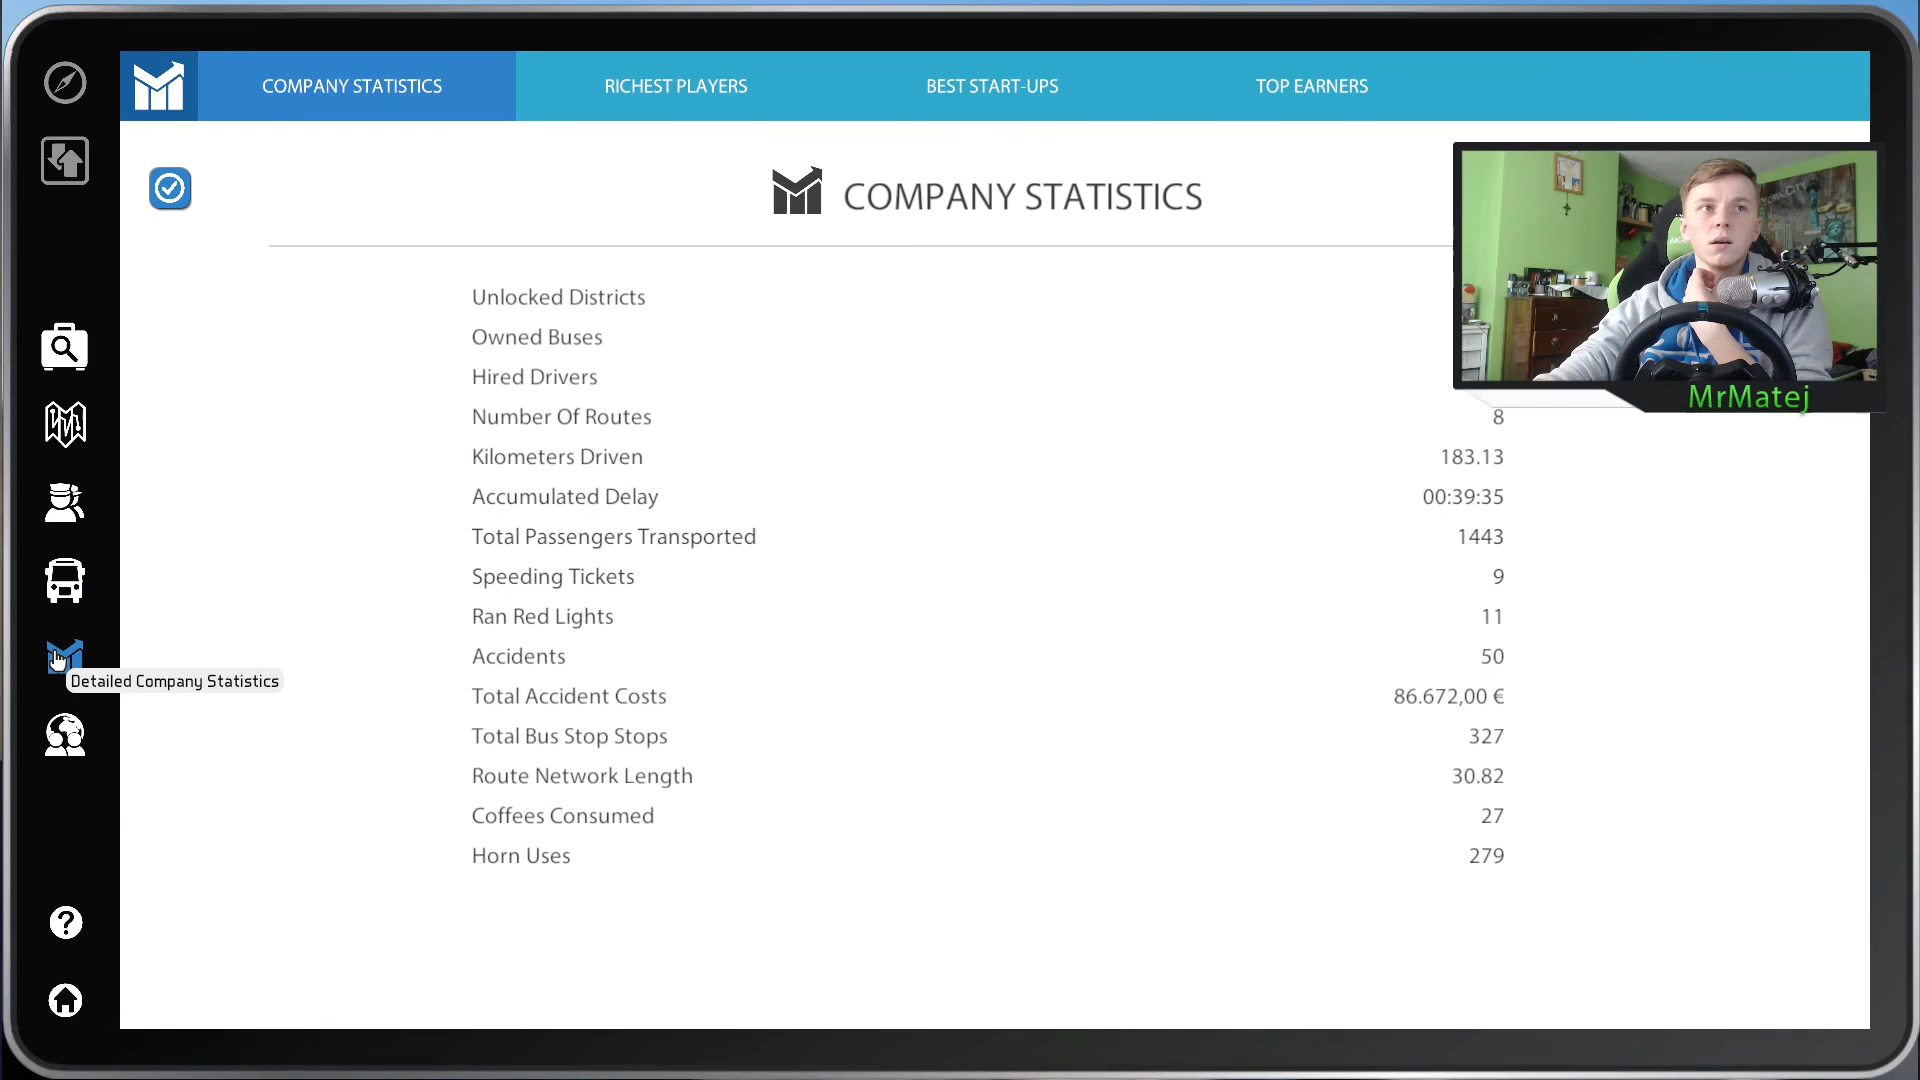 COMPANY STATISTICS RICHEST PLAYERS BEST START-UPS TOP EARNERS
COMPANY STATISTICS
Unlocked Districts
Owned Buses
Hired Drivers
MrMatej
Number Of Routes 8
Kilometers Driven 183.13
Accumulated Delay 00:39:35
Total Passengers Transported 1443
Speeding Tickets 9
Ran Red Lights 11
Accidents 50
Detailed Company Statistics
Total Accident Costs 86.672,00 €
Total Bus Stop Stops 327
Route Network Length 30.82
Coffees Consumed 27
Horn Uses 279